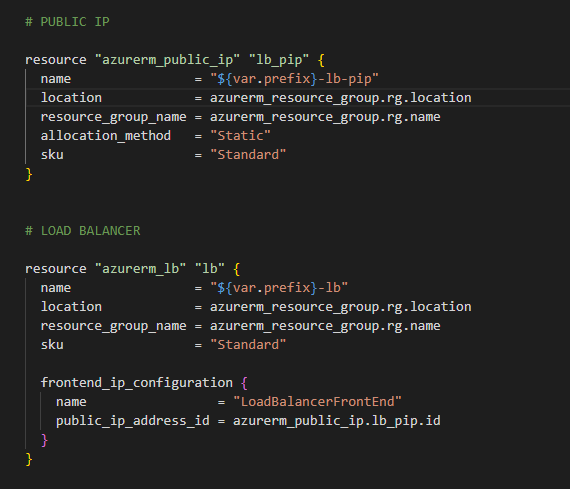 # PUBLIC IP
resource "azurerm_public_ip" "lb_pip" {
  name                = "${var.prefix}-lb-pip"
  location            = azurerm_resource_group.rg.location
  resource_group_name = azurerm_resource_group.rg.name
  allocation_method   = "Static"
  sku                 = "Standard"
}
# LOAD BALANCER
resource "azurerm_lb" "lb" {
  name                = "${var.prefix}-lb"
  location            = azurerm_resource_group.rg.location
  resource_group_name = azurerm_resource_group.rg.name
  sku                 = "Standard"
  frontend_ip_configuration {
    name                 = "LoadBalancerFrontEnd"
    public_ip_address_id = azurerm_public_ip.lb_pip.id
  }
}